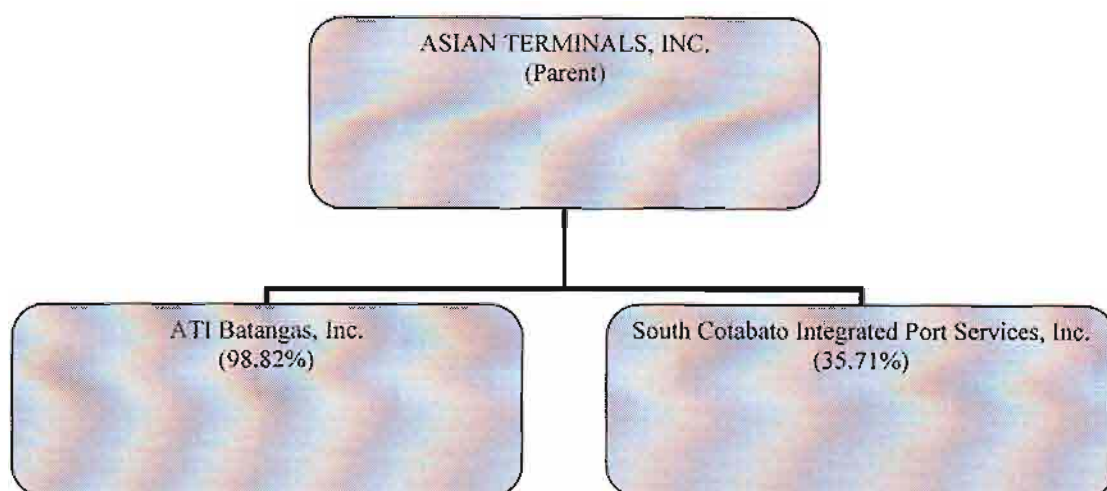 ASIAN TERMINALS, INC.
(Parent)
ATI Batangas, Inc.
(98.82%)
South Cotabato Integrated Port Services, Inc.
(35.71%)